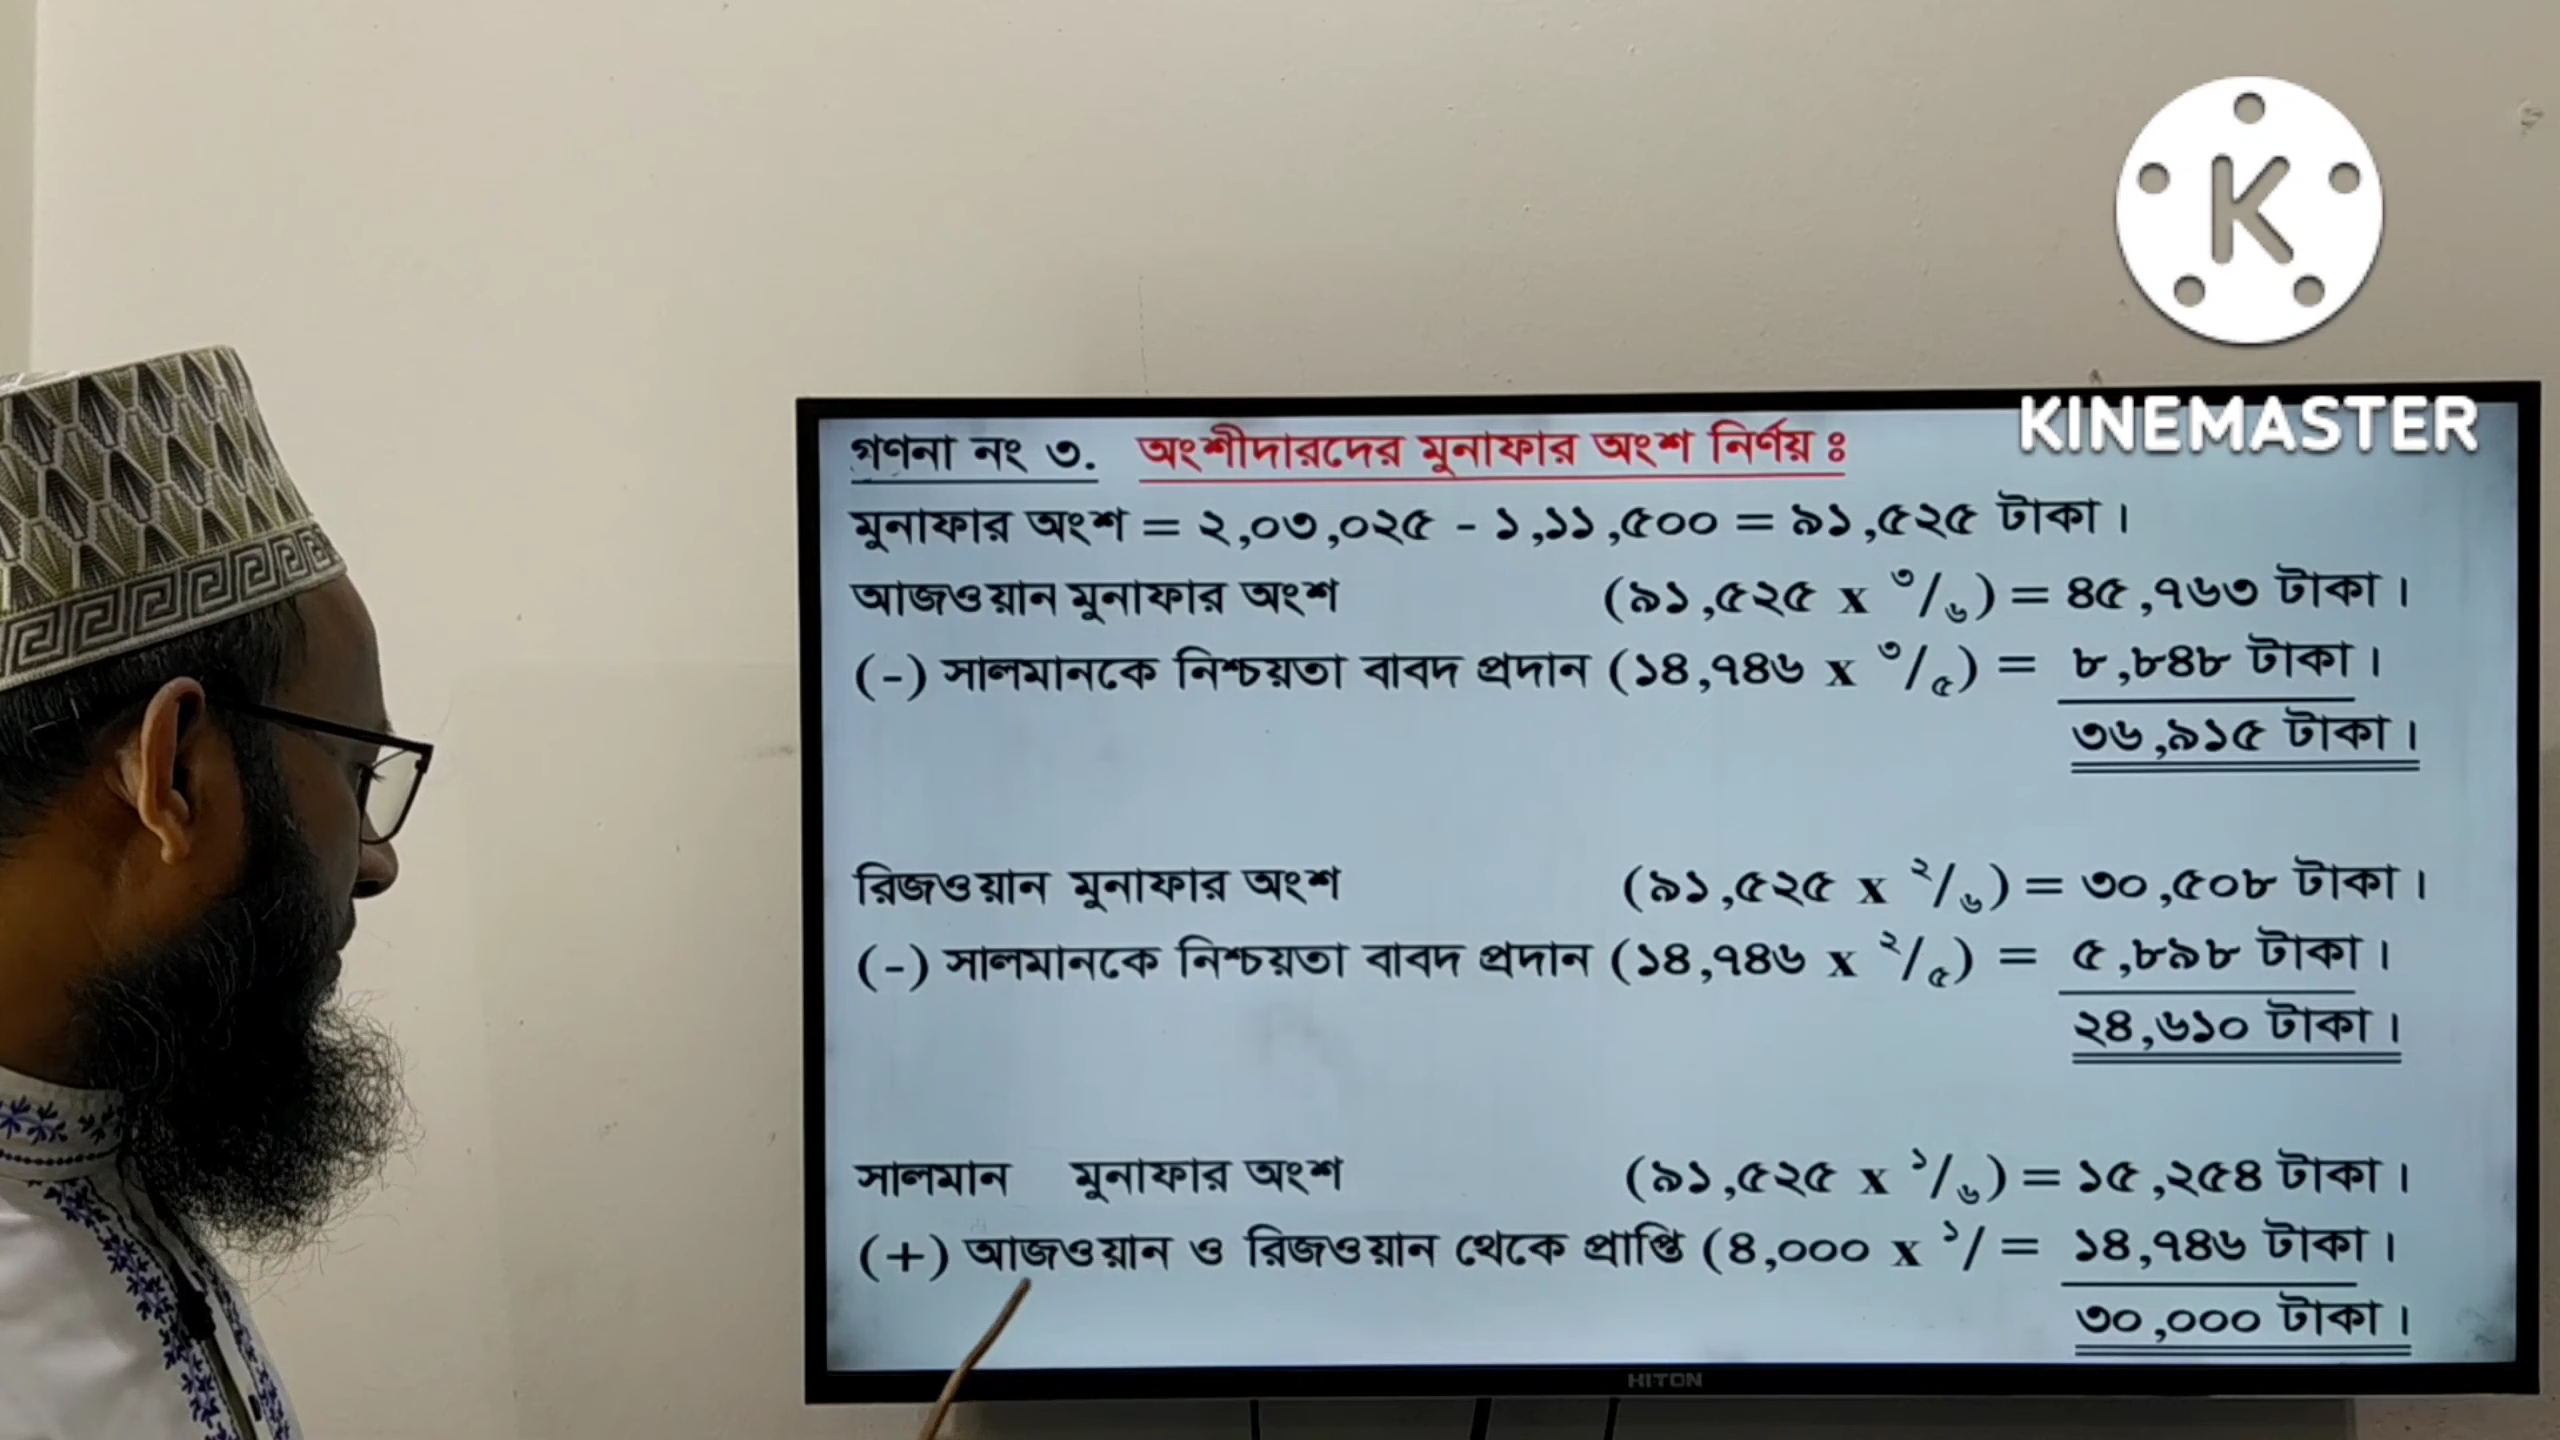 KINEMASTER
গণনা নং ৩. অংশীদারদের মুনাফার অংশ নির্ণয় ঃ
মুনাফার অংশ = ২,০৩,০২৫ - ১,১১,৫০০ = ৯১,৫২৫ টাকা।
আজওয়ান মুনাফার অংশ (৯১,৫২৫ x ৩/৬) = ৪৫,৭৬৩ টাকা।
(-) সালমানকে নিশ্চয়তা বাবদ প্রদান (১৪,৭৪৬ x ৩/৫) = ৮,৮৪৮ টাকা।
৩৬,৯১৫ টাকা।
রিজওয়ান মুনাফার অংশ (৯১,৫২৫ x ২/৬) = ৩০,৫০৮ টাকা।
(-) সালমানকে নিশ্চয়তা বাবদ প্রদান (১৪,৭৪৬ x ২/৫) = ৫,৮৯৮ টাকা।
২৪,৬১০ টাকা।
সালমান মুনাফার অংশ (৯১,৫২৫ x ১/৬) = ১৫,২৫৪ টাকা।
(+) আজওয়ান ও রিজওয়ান থেকে প্রাপ্তি (৪,০০০ x ১/ = ১৪,৭৪৬ টাকা।
৩০,০০০ টাকা।
HITON